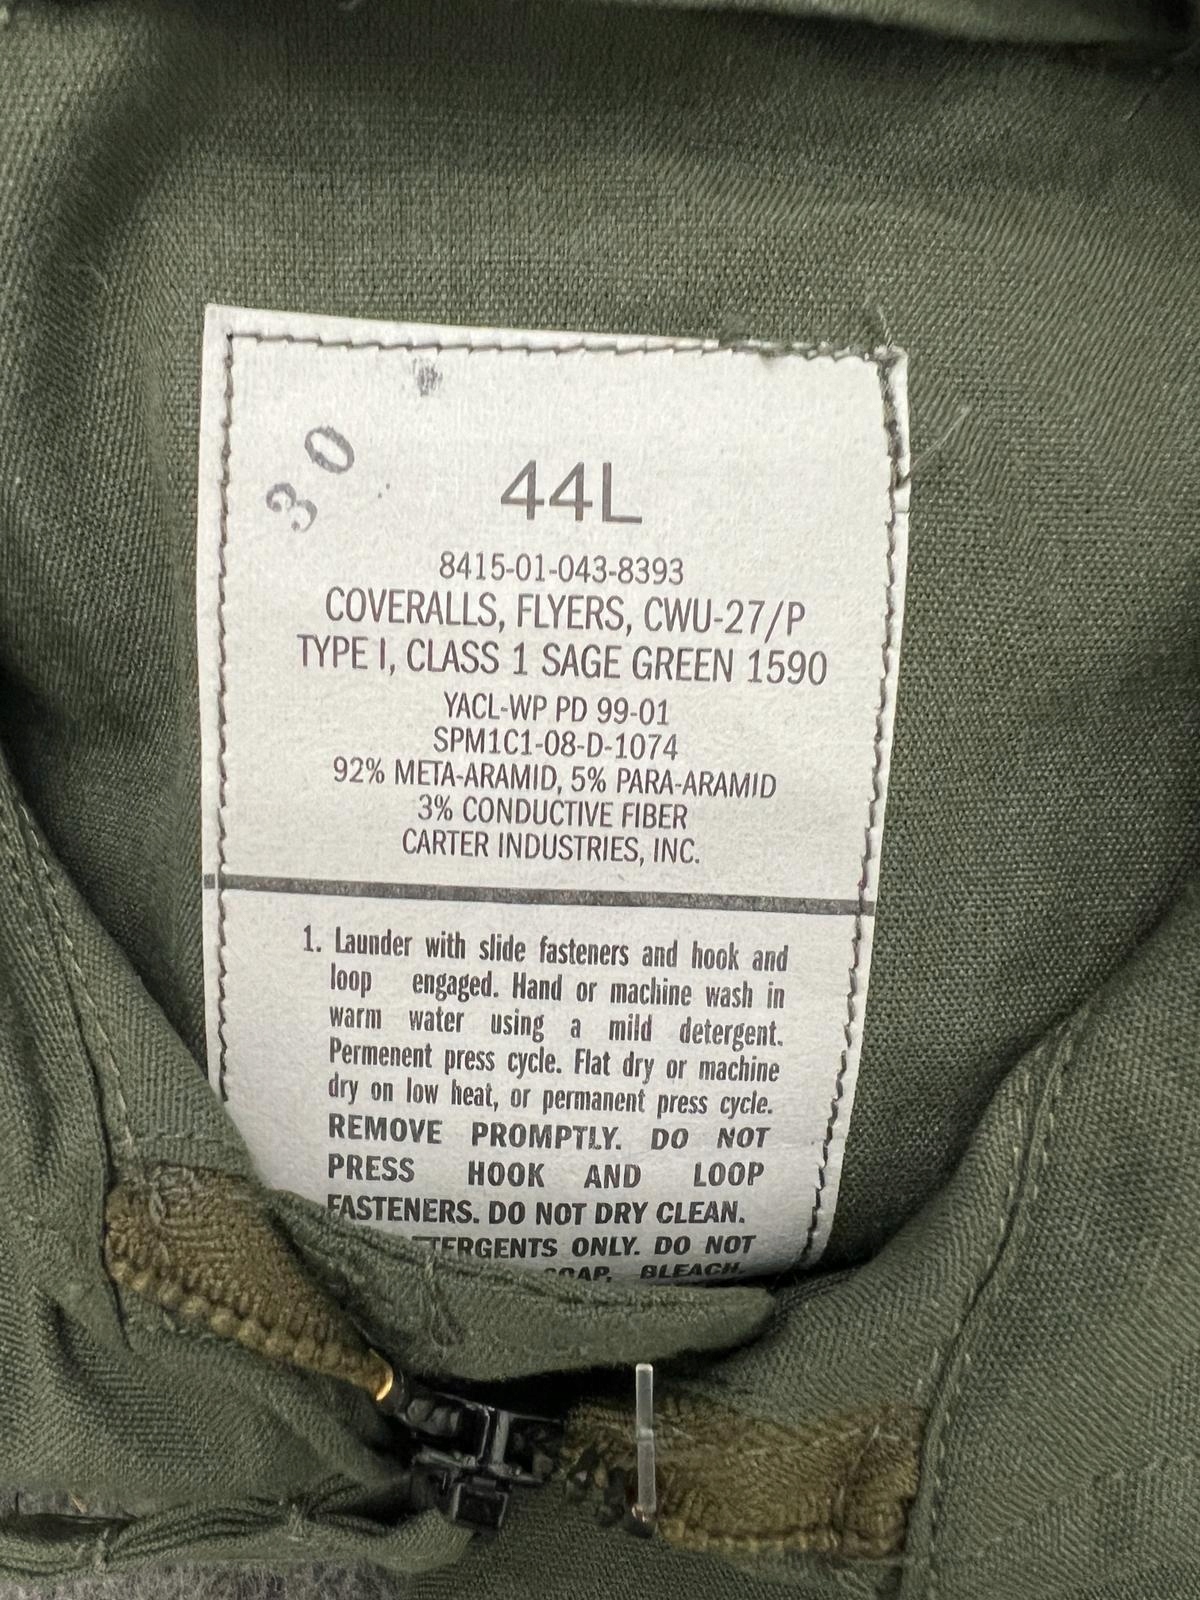 30
44L
8415-01-043-8393
COVERALLS, FLYERS, CWU-27/P
TYPE I, CLASS 1 SAGE GREEN 1590
YACL-WP PD 99-01
SPM1C1-08-D-1074
92% META-ARAMID, 5% PARA-ARAMID
3% CONDUCTIVE FIBER
CARTER INDUSTRIES, INC.
1. Launder with slide fasteners and hook and
loop engaged. Hand or machine wash in
warm water using a mild detergent.
Permenent press cycle. Flat dry or machine
dry on low heat, or permanent press cycle.
REMOVE PROMPTLY. DO NOT
PRESS HOOK AND LOOP
FASTENERS. DO NOT DRY CLEAN.
TERGENTS ONLY. DO NOT
SOAP, BLEACH,